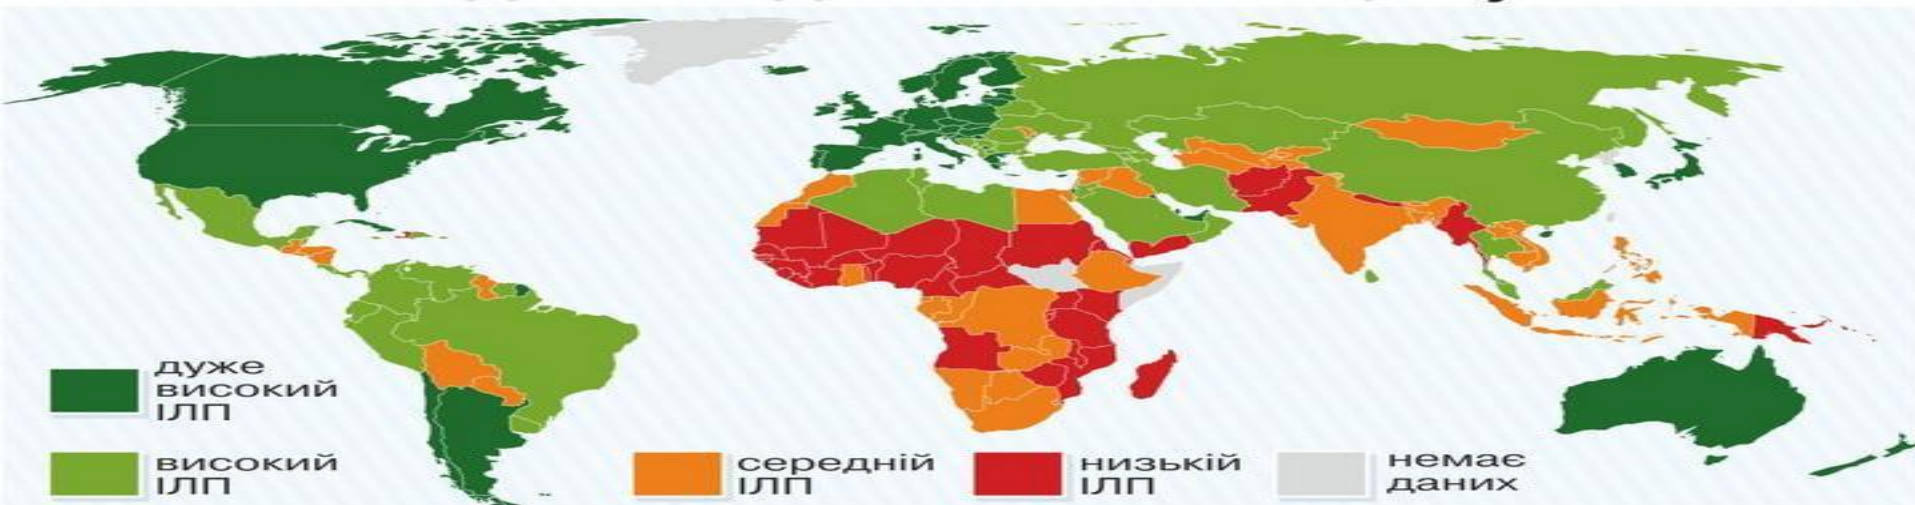 дуже
високий
ІЛП
високий
ІЛП
середній
ІЛП
низькій
ІЛП
немає
даних